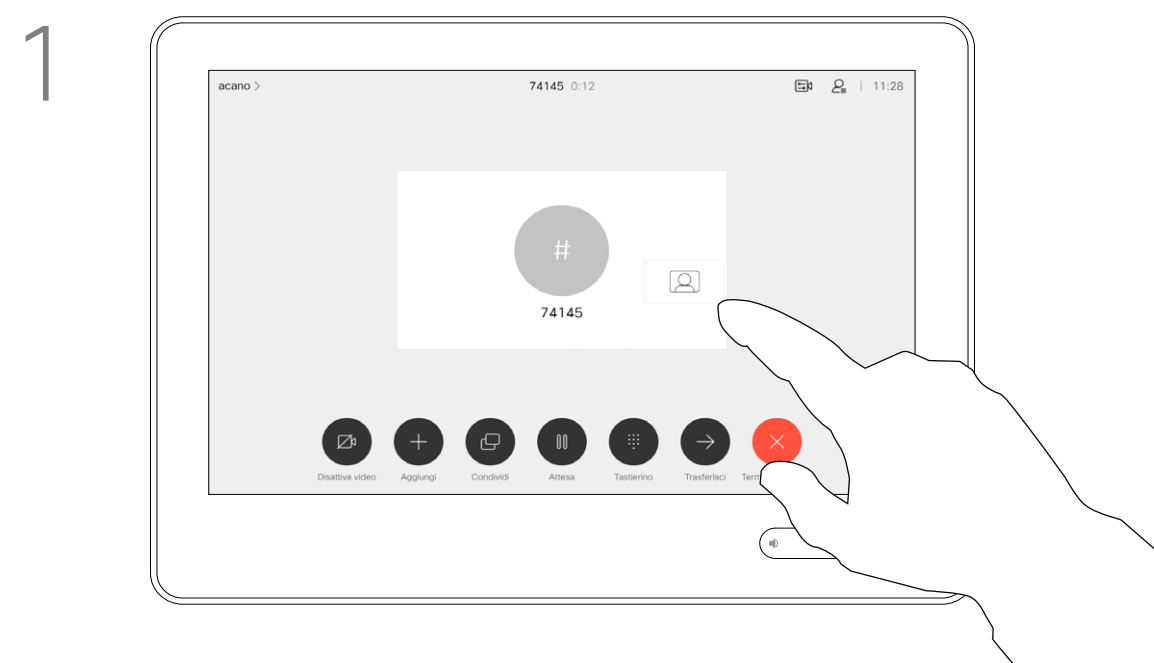 1
acano >
74145 0:12
11:28
#
74145
Disattiva video
Aggiungi
Condividi
Attesa
Tastierino
Trasferisci